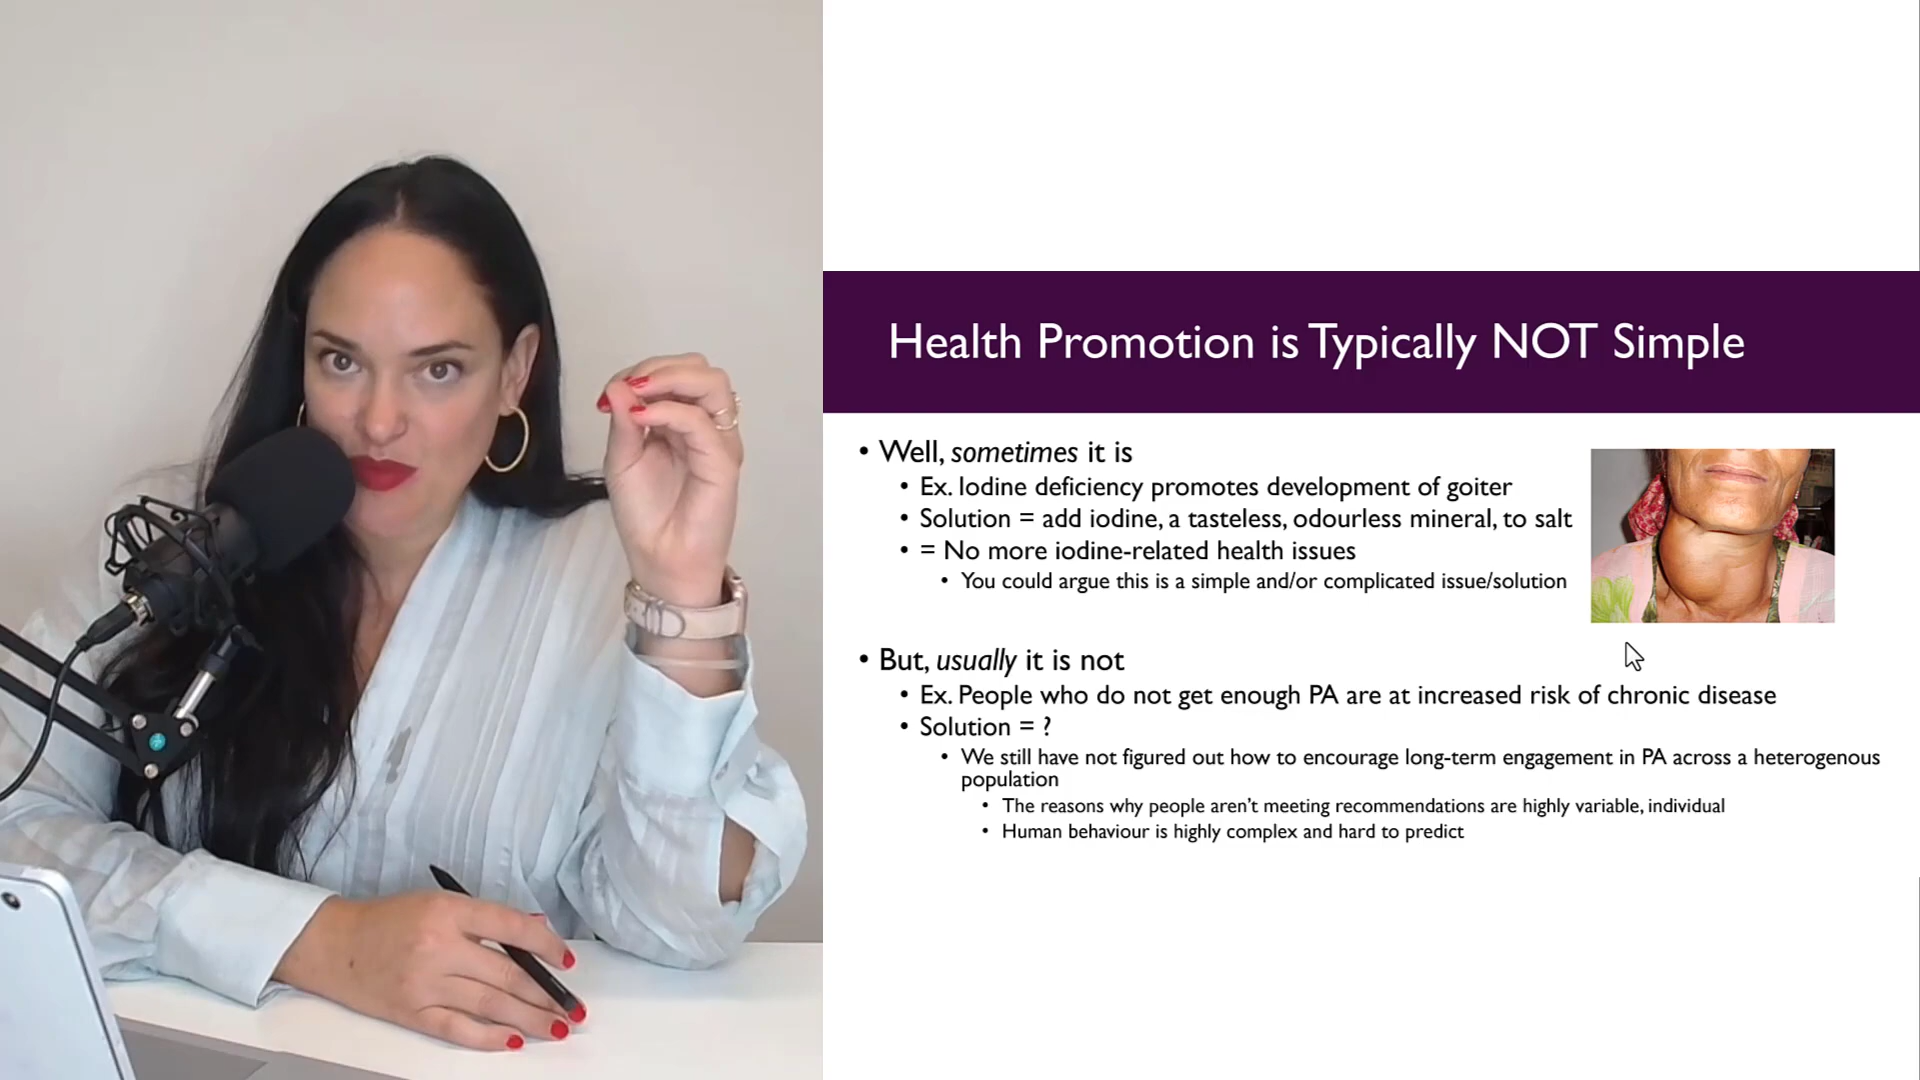 Health Promotion is Typically NOT Simple
• Well, sometimes it is
• Ex. Iodine deficiency promotes development of goiter
• Solution = add iodine, a tasteless, odourless mineral, to salt
• = No more iodine-related health issues
• You could argue this is a simple and/or complicated issue/solution
• But, usually it is not
• Ex. People who do not get enough PA are at increased risk of chronic disease
• Solution = ?
• We still have not figured out how to encourage long-term engagement in PA across a heterogenous
population
• The reasons why people aren't meeting recommendations are highly variable, individual
• Human behaviour is highly complex and hard to predict